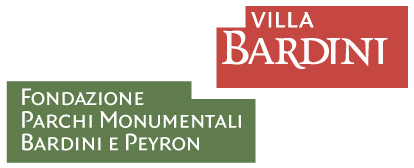 VILLA
BARDINI
FONDAZIONE
PARCHI MONUMENTALI
BARDINI E PEYRON